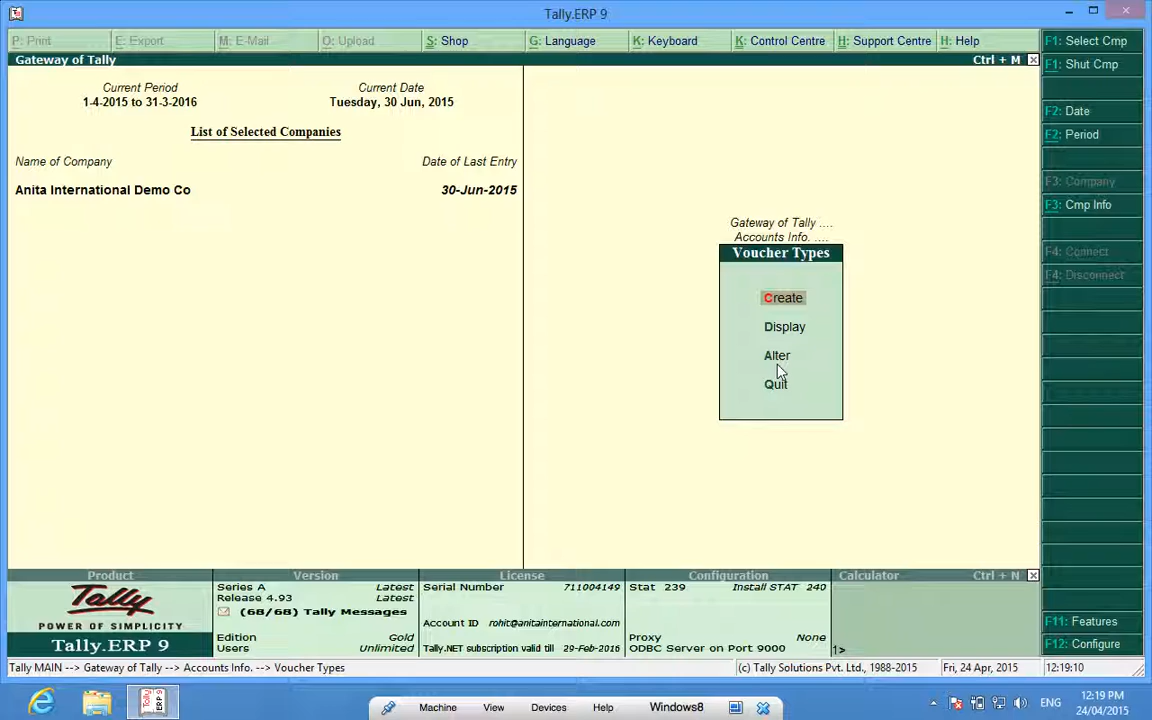 Tally.ERP 9
P: Print E: Export M: E-Mail O: Upload S: Shop G: Language K: Keyboard K: Control Centre H: Support Centre H: Help
Gateway of Tally Ctrl + M
Current Period Current Date
1-4-2015 to 31-3-2016 Tuesday, 30 Jun, 2015
List of Selected Companies
Name of Company Date of Last Entry
Anita International Demo Co 30-Jun-2015
Gateway of Tally ....
Accounts Info. ....
Voucher Types
Create
Display
Alter
Quit
F1: Select Cmp
F1: Shut Cmp
F2: Date
F2: Period
F3: Company
F3: Cmp Info
F4: Connect
F4: Disconnect
F11: Features
F12: Configure
Product Version License Configuration Calculator Ctrl + N
Tally
POWER OF SIMPLICITY
Tally.ERP 9
Series A Latest
Release 4.93 Latest
(68/68) Tally Messages
Edition Gold
Users Unlimited
Serial Number 711004149
Account ID rohit@anitainternational.com
Tally.NET subscription valid till 29-Feb-2016
Stat 239 Install STAT 240
Proxy None
ODBC Server on Port 9000
1>
Tally MAIN --> Gateway of Tally --> Accounts Info. --> Voucher Types (c) Tally Solutions Pvt. Ltd., 1988-2015 Fri, 24 Apr, 2015 12:19:10
Machine View Devices Help Windows8
ENG 12:19 PM
24/04/2015